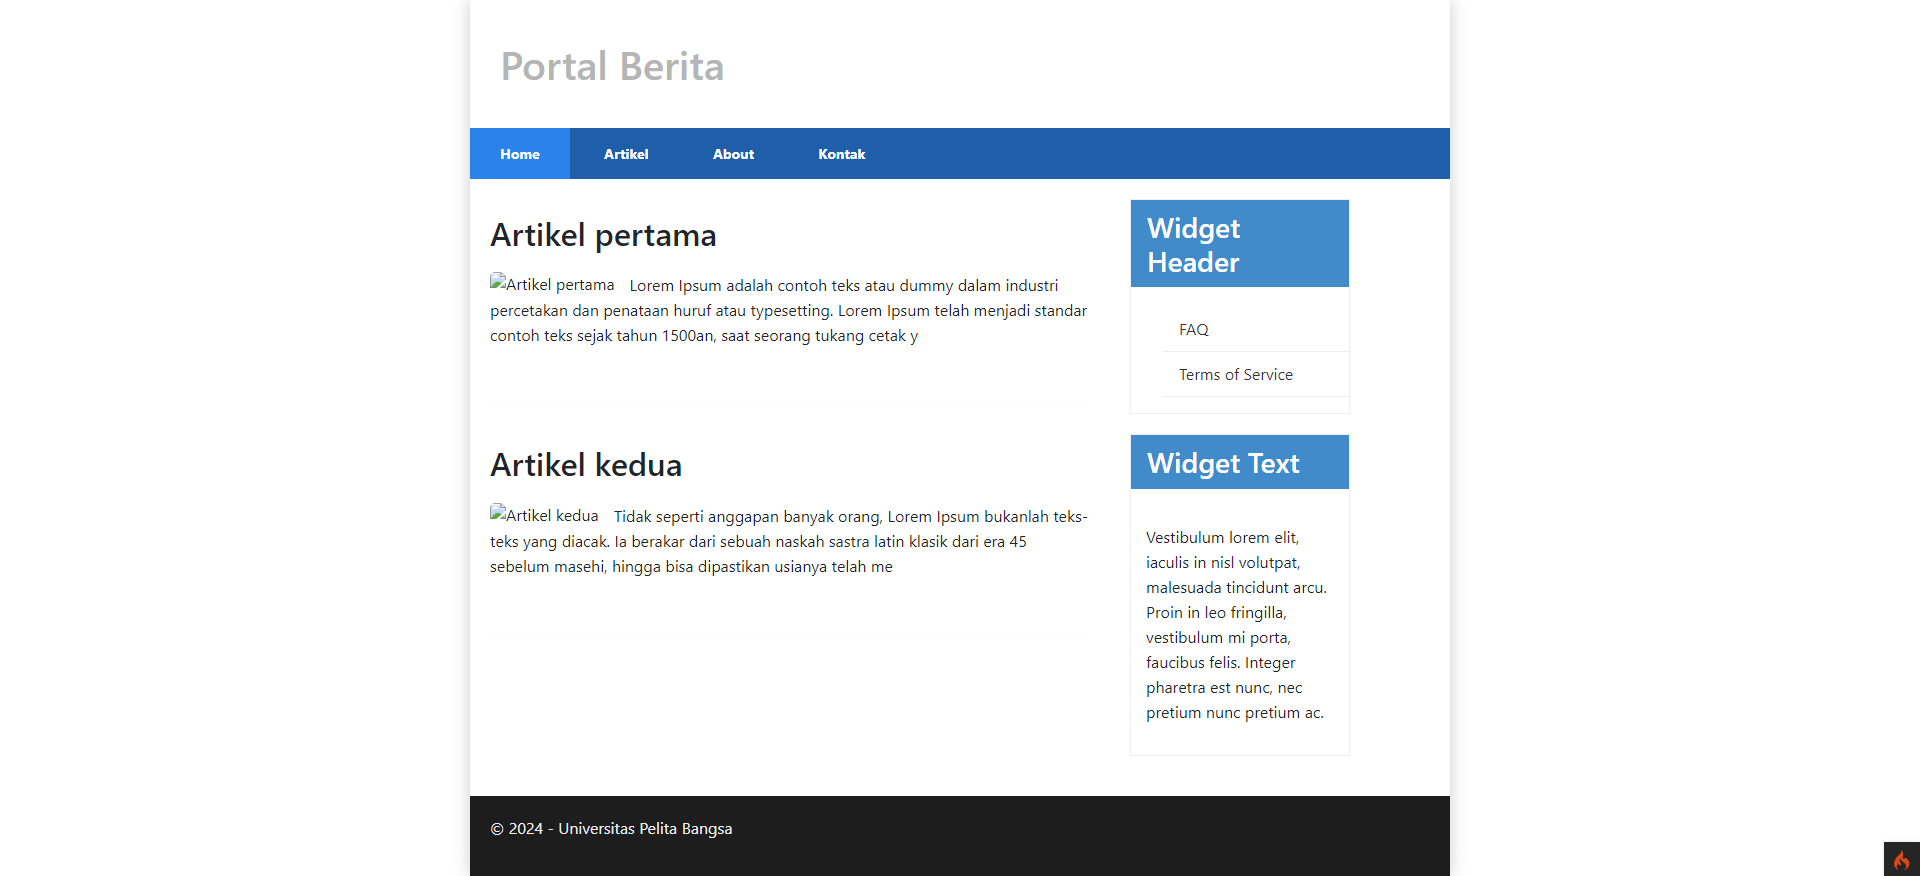 Portal Berita
Home Artikel About Kontak
Artikel pertama
Artikel pertama Lorem Ipsum adalah contoh teks atau dummy dalam industri
percetakan dan penataan huruf atau typesetting. Lorem Ipsum telah menjadi standar
contoh teks sejak tahun 1500an, saat seorang tukang cetak y
Artikel kedua
Artikel kedua Tidak seperti anggapan banyak orang, Lorem Ipsum bukanlah teks-
teks yang diacak. Ia berakar dari sebuah naskah sastra latin klasik dari era 45
sebelum masehi, hingga bisa dipastikan usianya telah me
Widget
Header
FAQ
Terms of Service
Widget Text
Vestibulum lorem elit,
iaculis in nisl volutpat,
malesuada tincidunt arcu.
Proin in leo fringilla,
vestibulum mi porta,
faucibus felis. Integer
pharetra est nunc, nec
pretium nunc pretium ac.
© 2024 - Universitas Pelita Bangsa